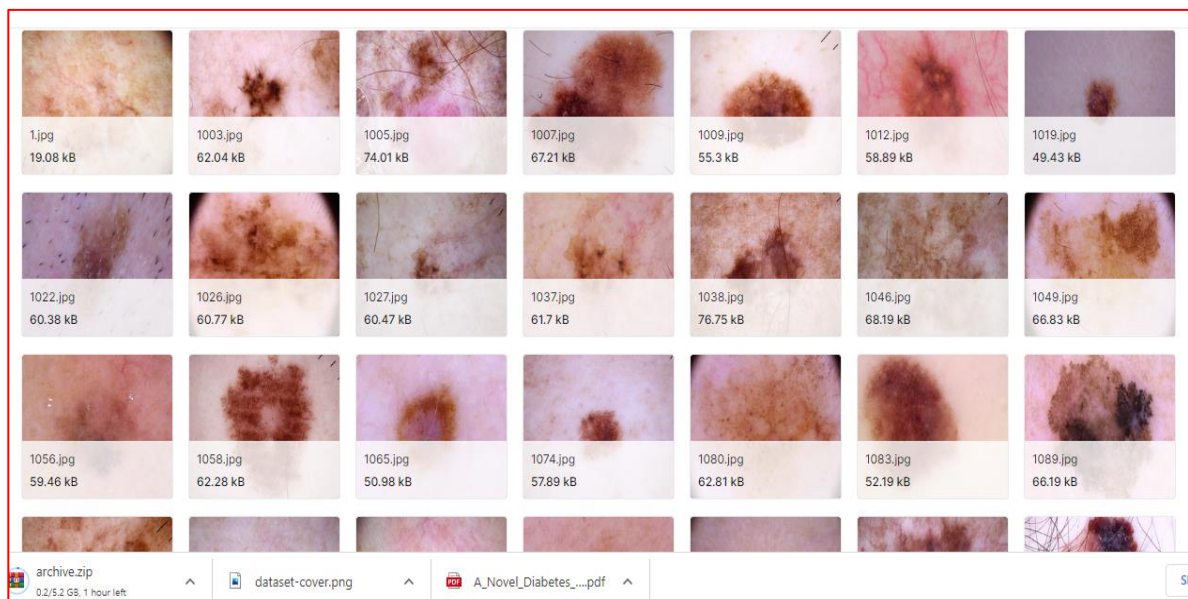 1.jpg
19.08 kB
1003.jpg
62.04 kB
1005.jpg
74.01 kB
1007.jpg
67.21 kB
1009.jpg
55.3 kB
1012.jpg
58.89 kB
1019.jpg
49.43 kB
1022.jpg
60.38 kB
1026.jpg
60.77 kB
1027.jpg
60.47 kB
1037.jpg
61.7 kB
1038.jpg
76.75 kB
1046.jpg
68.19 kB
1049.jpg
66.83 kB
1056.jpg
59.46 kB
1058.jpg
62.28 kB
1065.jpg
50.98 kB
1074.jpg
57.89 kB
1080.jpg
62.81 kB
1083.jpg
52.19 kB
1089.jpg
66.19 kB
archive.zip
0.2/5.2 GB, 1 hour left
dataset-cover.png
PDF
A_Novel_Diabetes_....pdf